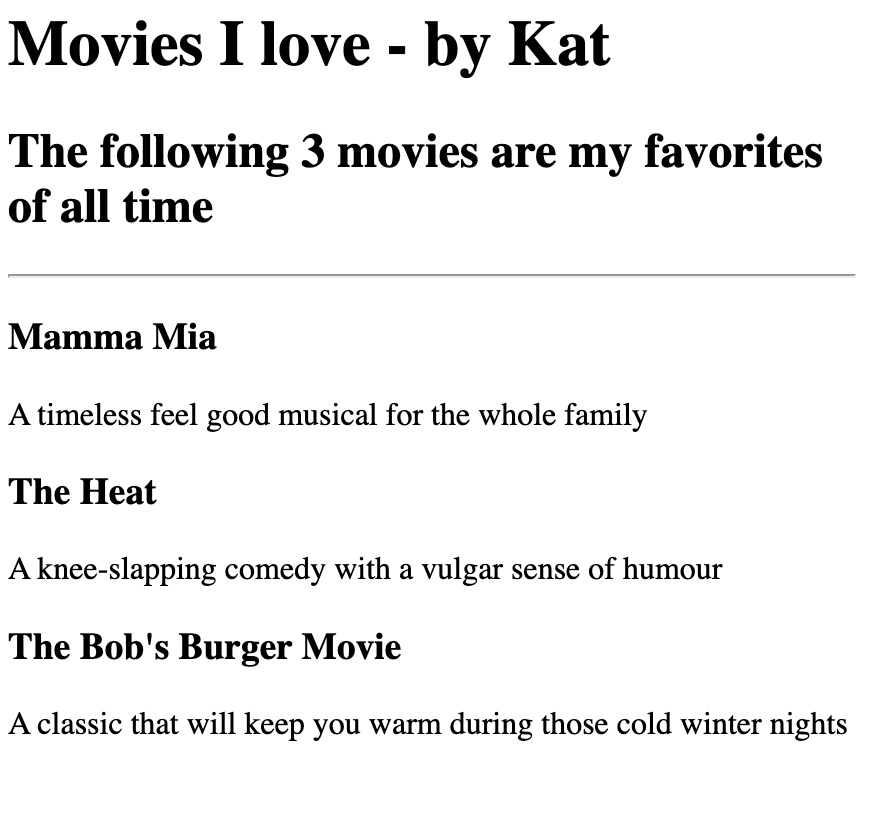 Movies I love - by Kat
The following 3 movies are my favorites
of all time
Mamma Mia
A timeless feel good musical for the whole family
The Heat
A knee-slapping comedy with a vulgar sense of humour
The Bob's Burger Movie
A classic that will keep you warm during those cold winter nights